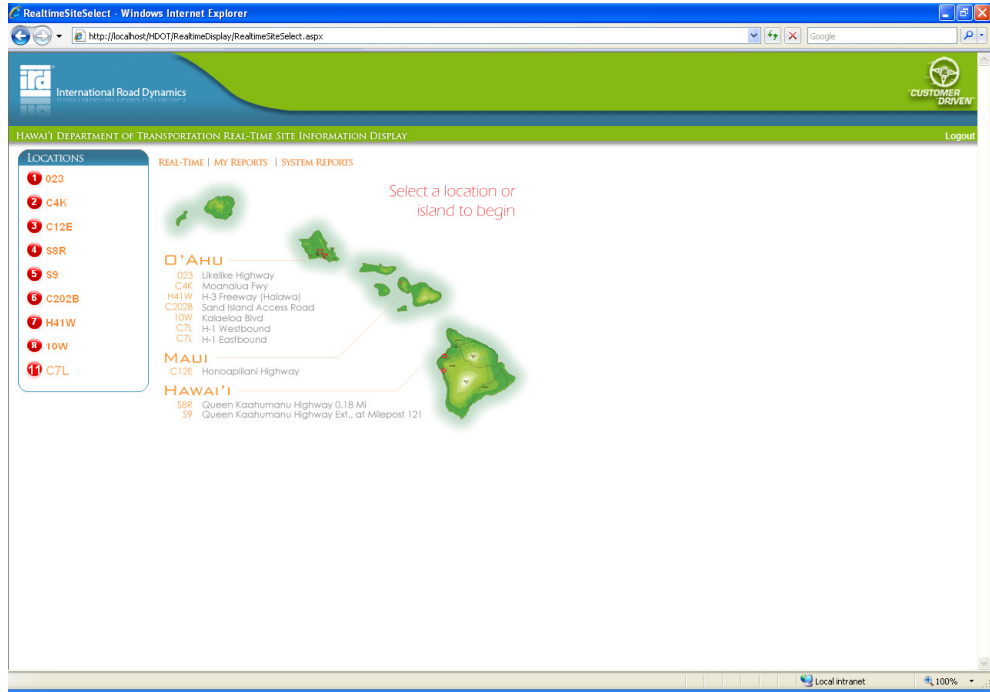 RealtimeSiteSelect - Windows Internet Explorer
http://localhost/HDOT/RealtimeDisplay/RealtimeSiteSelect.aspx
Google
ird
International Road Dynamics
CUSTOMER
DRIVEN
HAWAI'I DEPARTMENT OF TRANSPORTATION REAL-TIME SITE INFORMATION DISPLAY
Logout
LOCATIONS
1 023
2 C4K
3 C12E
4 S8R
5 S9
6 C202B
7 H41W
8 10W
11 C7L
REAL-TIME | MY REPORTS | SYSTEM REPORTS
Select a location or
island to begin
O'AHU
023 Likelike Highway
C4K Moanalua Fwy
H41W H-3 Freeway (Halawa)
C202B Sand Island Access Road
10W Kalaeloa Blvd
C7L H-1 Westbound
C7L H-1 Eastbound
MAUI
C12E Honoapiilani Highway
HAWAI'I
S8R Queen Kaahumanu Highway 0.18 Mi
S9 Queen Kaahumanu Highway Ext., at Milepost 121
Local intranet
100%